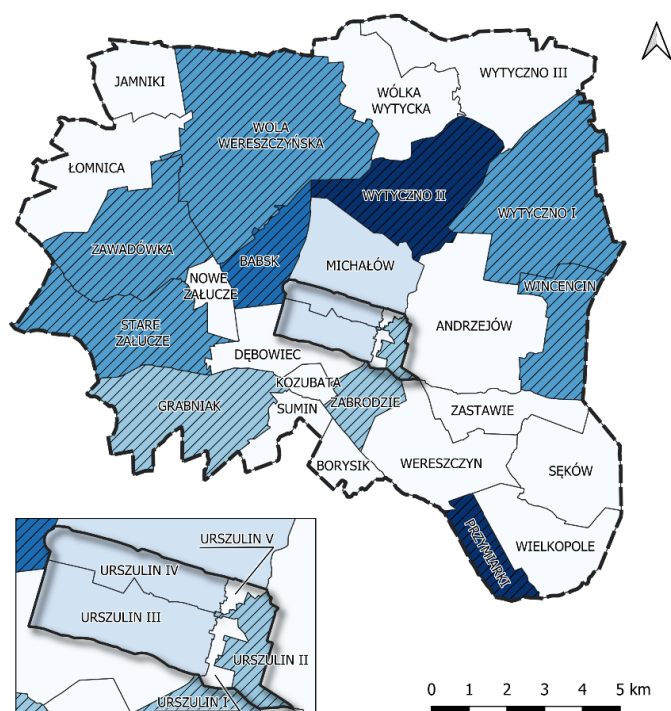 JAMNIKI
WYTYCZNO III
WÓLKA
WYTYCKA
WOLA
WERESZCZYŃSKA
ŁOMNICA
WYTYCZNO II
WYTYCZNO I
ZAWADÓWKA
BABSK
MICHAŁÓW
NOWE
ZAŁUCZE
WINCENCIN
STARE
ZAŁUCZE
ANDRZEJÓW
DĘBOWIEC
KOZUBATA
GRABNIAK
ZABRODZIE
SUMIN
ZASTAWIE
BORYSIK
WERESZCZYN
SĘKÓW
PRZYMIARKI
WIELKOPOLE
URSZULIN V
URSZULIN IV
URSZULIN III
URSZULIN II
URSZULIN I
0 1 2 3 4 5 km